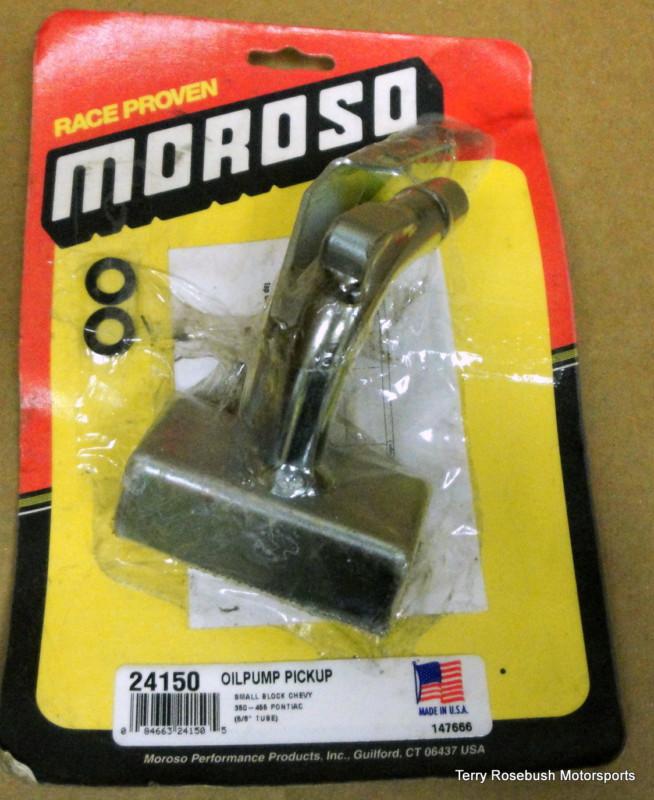 RACE PROVEN
MOROSO
24150 OILPUMP PICKUP
SMALL BLOCK CHEVY
350-455 PONTIAC
(5/8" TUBE)
0 84663 24150 5
MADE IN U.S.A.
147666
Moroso Performance Products, Inc., Guilford, CT 06437 USA
Terry Rosebush Motorsports